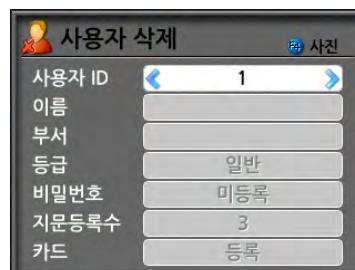 사용자 삭제
F4 사진
사용자 ID 1
이름
부서
등급 일반
비밀번호 미등록
지문등록수 3
카드 등록